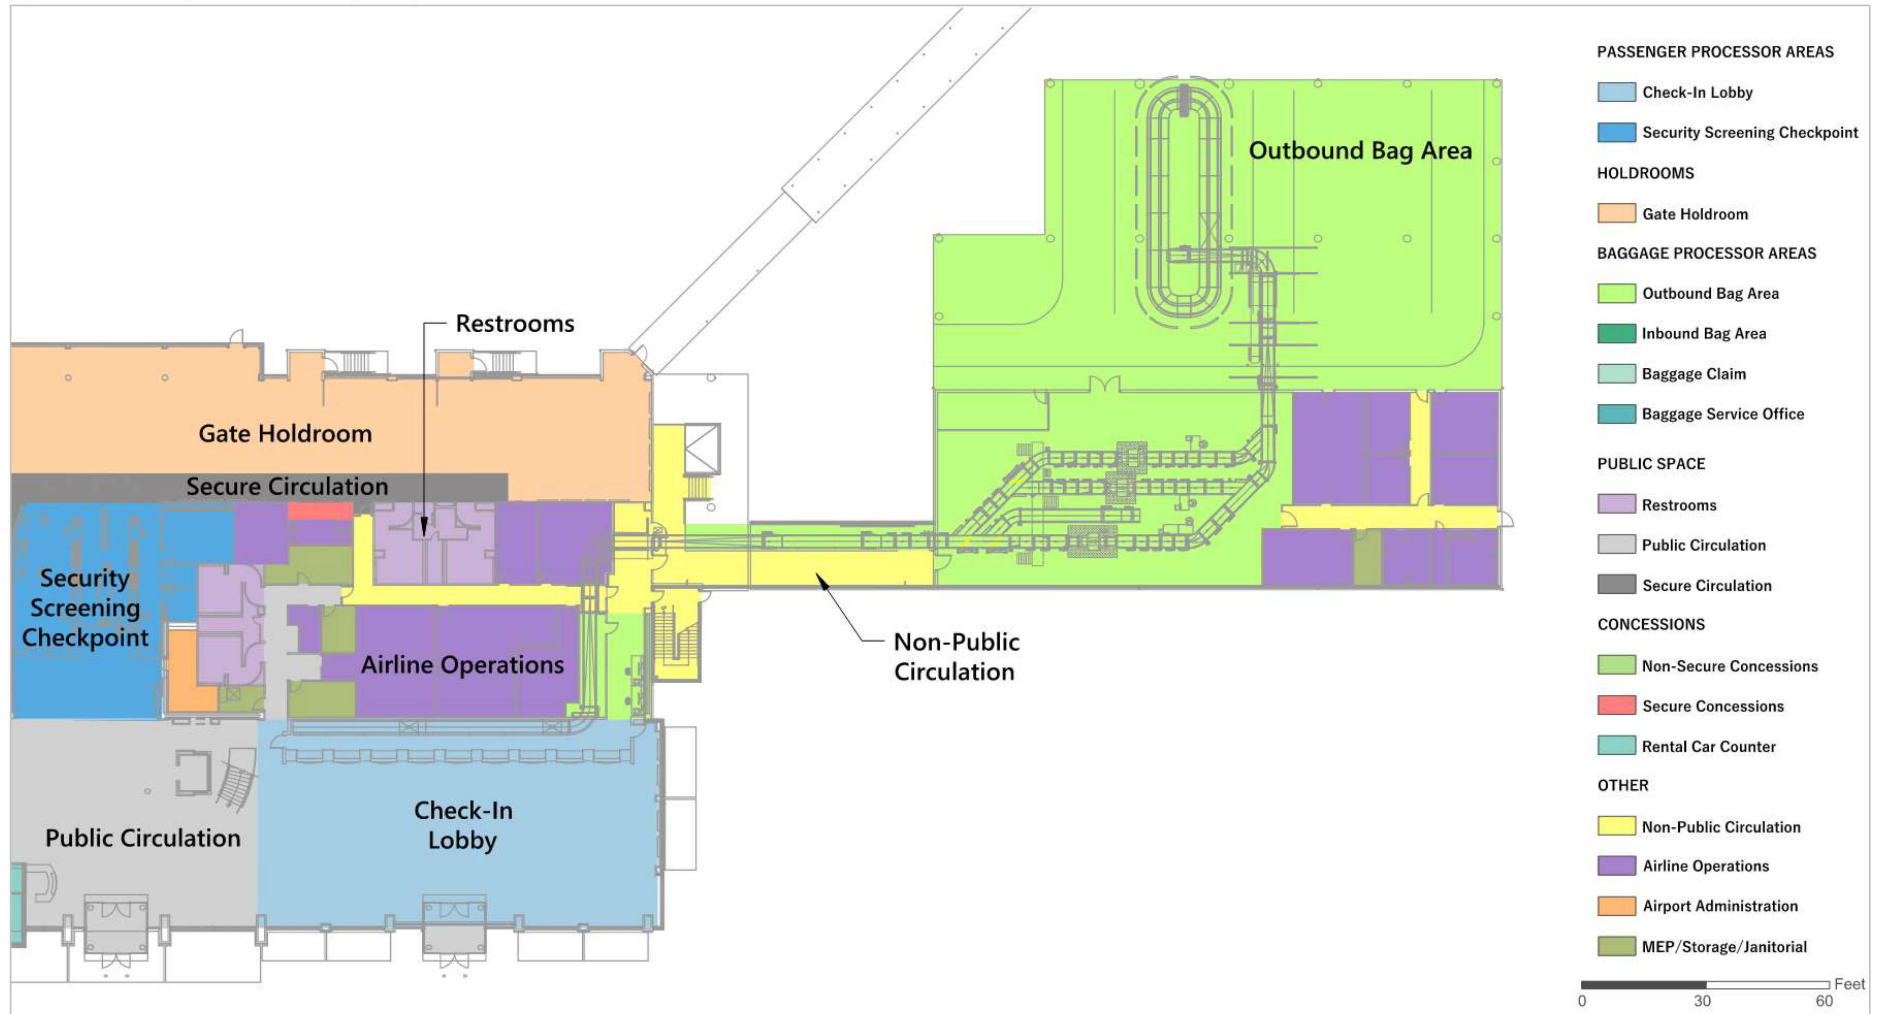 Outbound Bag Area
Restrooms
Gate Holdroom
Secure Circulation
Security
Screening
Checkpoint
Airline Operations
Non-Public
Circulation
Public Circulation
Check-In
Lobby
PASSENGER PROCESSOR AREAS
Check-In Lobby
Security Screening Checkpoint
HOLDROOMS
Gate Holdroom
BAGGAGE PROCESSOR AREAS
Outbound Bag Area
Inbound Bag Area
Baggage Claim
Baggage Service Office
PUBLIC SPACE
Restrooms
Public Circulation
Secure Circulation
CONCESSIONS
Non-Secure Concessions
Secure Concessions
Rental Car Counter
OTHER
Non-Public Circulation
Airline Operations
Airport Administration
MEP/Storage/Janitorial
Feet
0 30 60